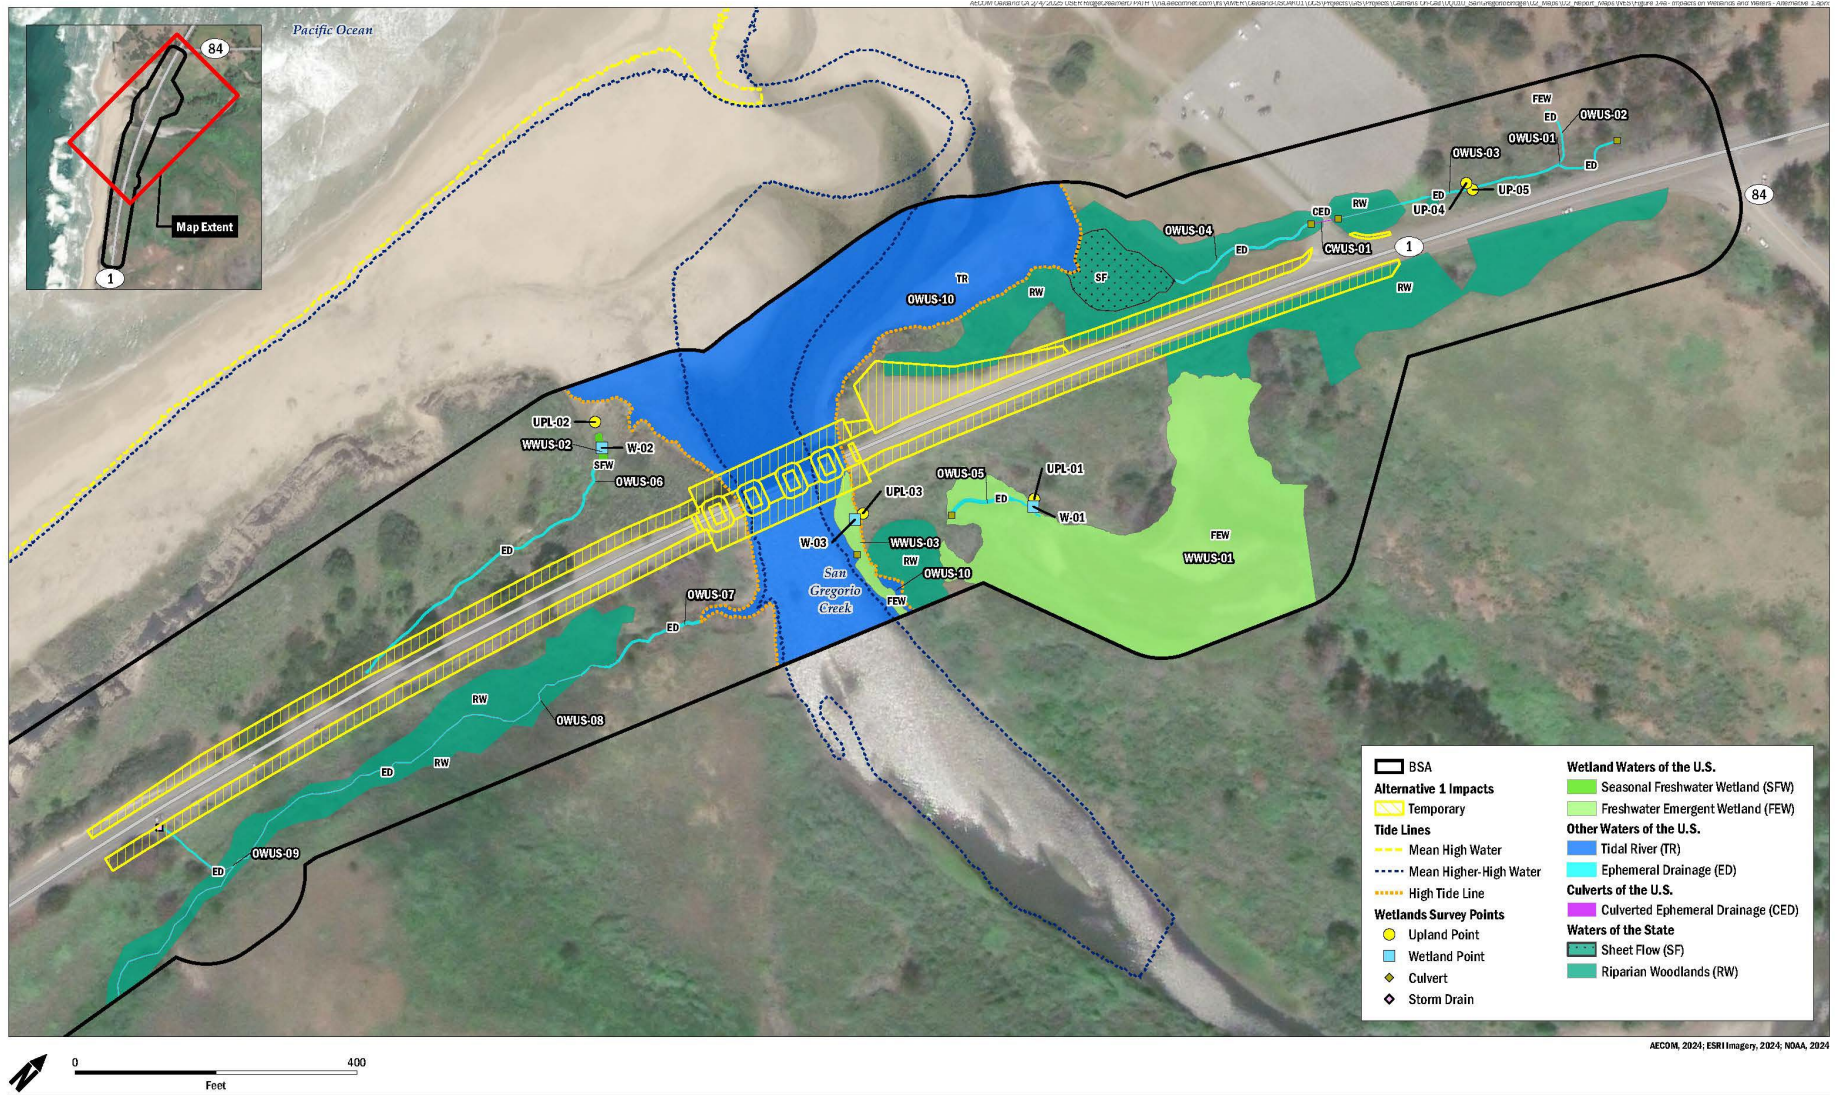 Pacific Ocean
84
Map Extent
1
FEW
ED
OWUS-02
OWUS-01
ED
OWUS-03
UP-05
ED
UP-04
RW
CED
84
CWUS-01
1
OWUS-04
ED
SF
RW
TR
OWUS-10
RW
UPL-02
WWUS-02
W-02
SFW
OWUS-06
ED
OWUS-05
UPL-01
ED
W-01
UPL-03
W-03
WWUS-03
RW
OWUS-10
FEW
FEW
WWUS-01
San
Gregorio
Creek
OWUS-07
ED
RW
OWUS-08
RW
ED
OWUS-09
ED
BSA
Alternative 1 Impacts
Temporary
Tide Lines
Mean High Water
Mean Higher-High Water
High Tide Line
Wetlands Survey Points
Upland Point
Wetland Point
Culvert
Storm Drain
Wetland Waters of the U.S.
Seasonal Freshwater Wetland (SFW)
Freshwater Emergent Wetland (FEW)
Other Waters of the U.S.
Tidal River (TR)
Ephemeral Drainage (ED)
Culverts of the U.S.
Culverted Ephemeral Drainage (CED)
Waters of the State
Sheet Flow (SF)
Riparian Woodlands (RW)
AECOM, 2024; ESRI Imagery, 2024; NOAA, 2024
N
0 400
Feet